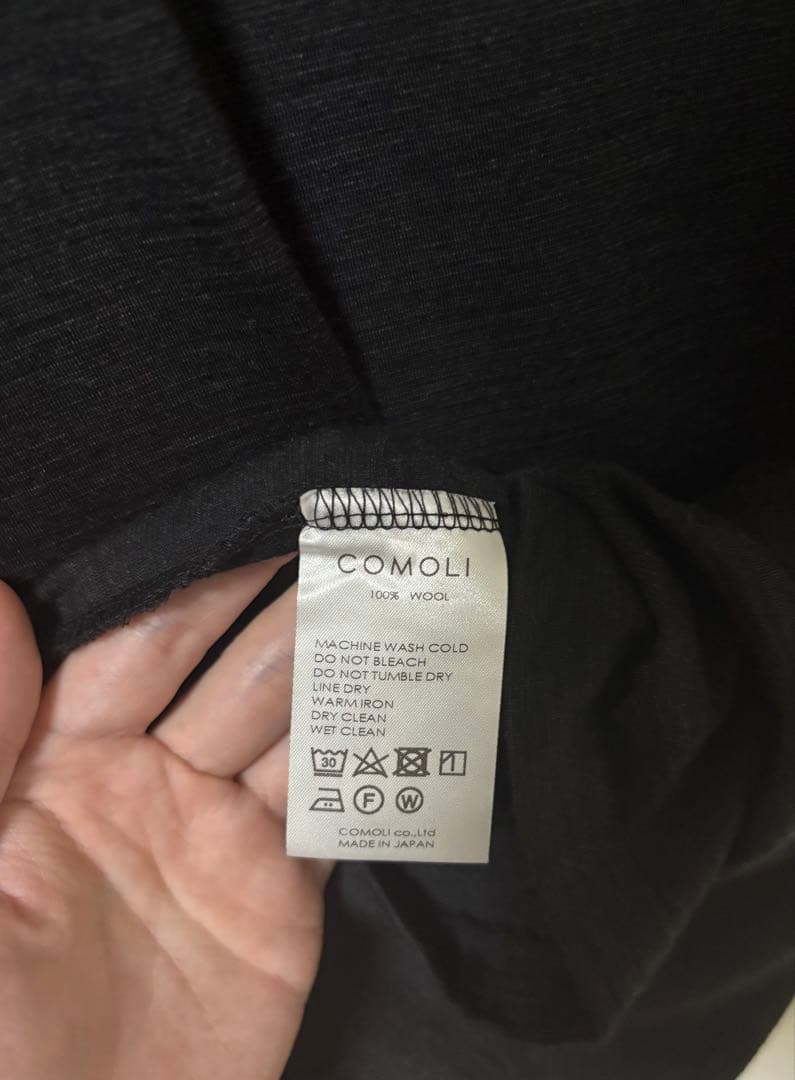 COMOLI
100% WOOL
MACHINE WASH COLD
DO NOT BLEACH
DO NOT TUMBLE DRY
LINE DRY
WARM IRON
DRY CLEAN
WET CLEAN
30
F W
COMOLI co.,Ltd
MADE IN JAPAN